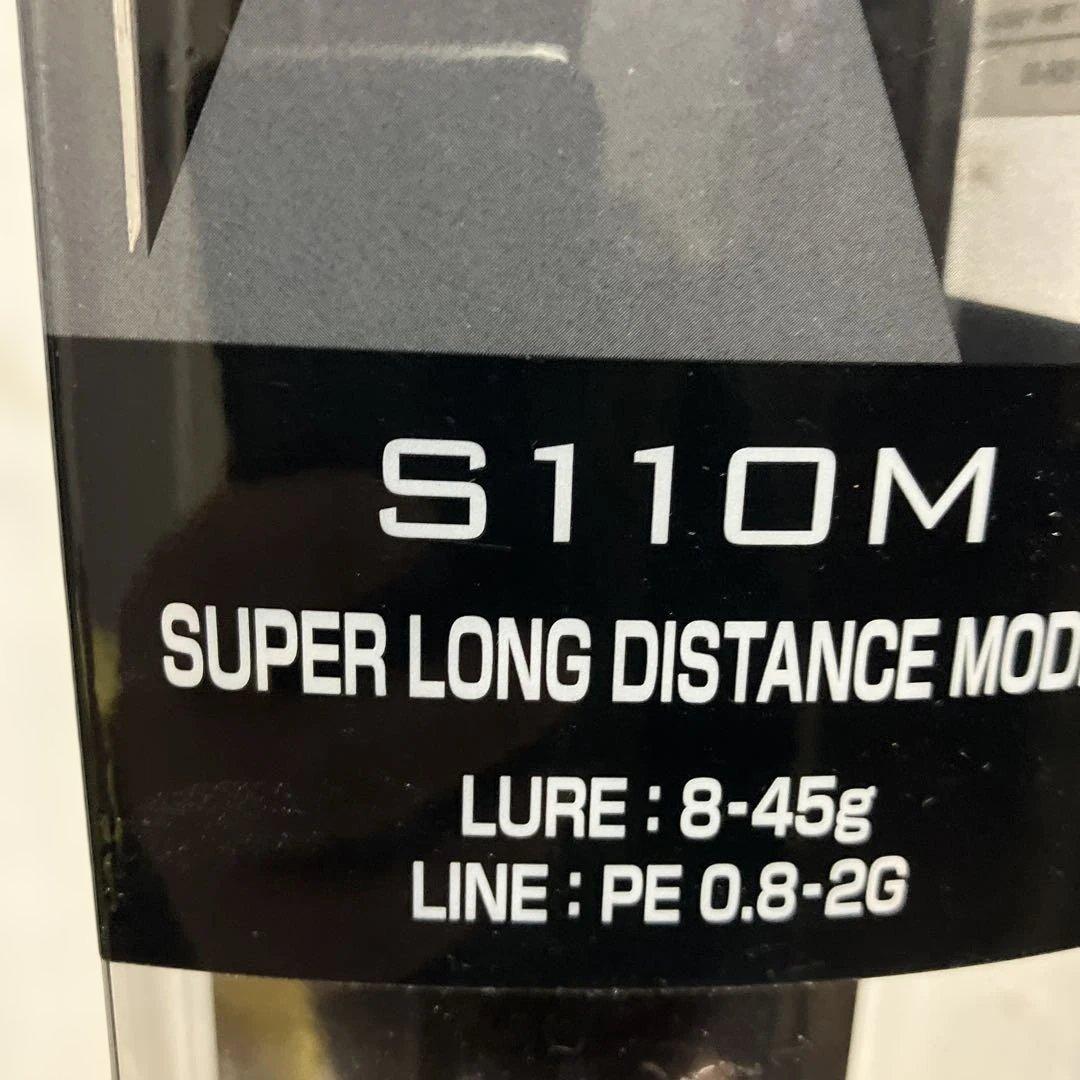 S110M
SUPER LONG DISTANCE MOD
LURE : 8-45g
LINE : PE 0.8-2G